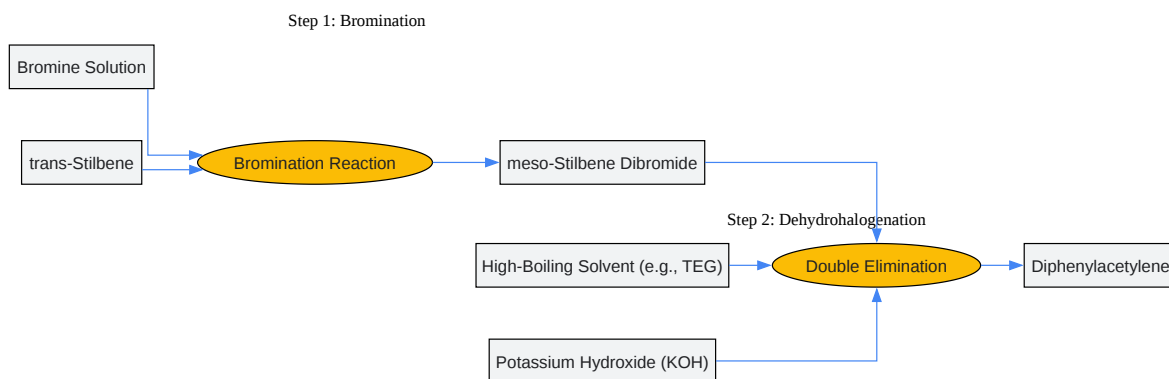 Step 1: Bromination
Bromine Solution
trans-Stilbene
Bromination Reaction
meso-Stilbene Dibromide
Step 2: Dehydrohalogenation
High-Boiling Solvent (e.g., TEG)
Double Elimination
Diphenylacetylene
Potassium Hydroxide (KOH)